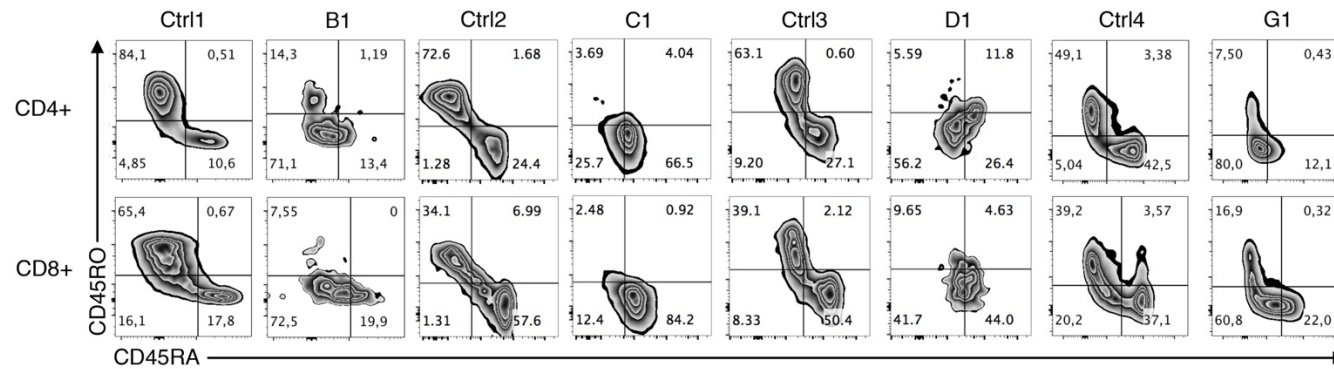 Ctrl1 B1 Ctrl2 C1 Ctrl3 D1 Ctrl4 G1
84,1 0,51 14,3 1,19 72.6 1.68 3.69 4.04 63.1 0.60 5.59 11.8 49,1 3,38 7,50 0,43
CD4+
4,85 10,6 71,1 13,4 1.28 24.4 25.7 66.5 9.20 27.1 56.2 26.4 5,04 42,5 80,0 12,1
65,4 0,67 7,55 0 34.1 6.99 2.48 0.92 39.1 2.12 9.65 4.63 39,2 3,57 16,9 0,32
CD8+
16,1 17,8 72,5 19,9 1.31 57.6 12.4 84.2 8.33 50.4 41.7 44.0 20,2 37,1 60,8 22,0
CD45RO
CD45RA